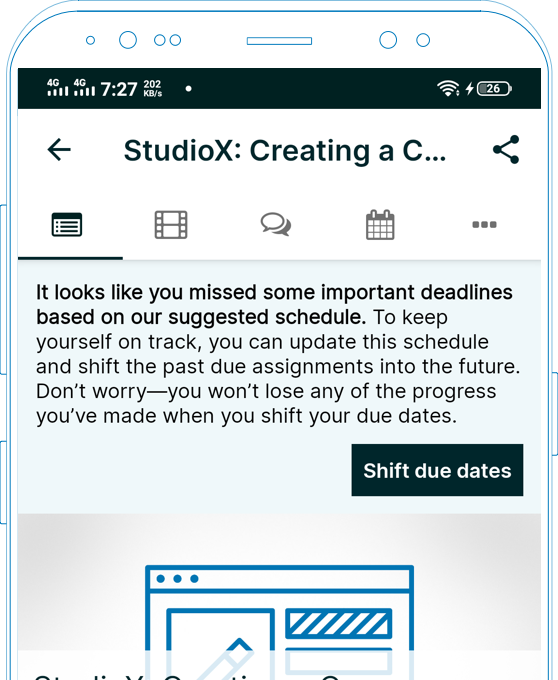 4G 4G 7:27 202 KB/s 26
StudioX: Creating a C...
It looks like you missed some important deadlines
based on our suggested schedule. To keep
yourself on track, you can update this schedule
and shift the past due assignments into the future.
Don't worry—you won't lose any of the progress
you've made when you shift your due dates.
Shift due dates